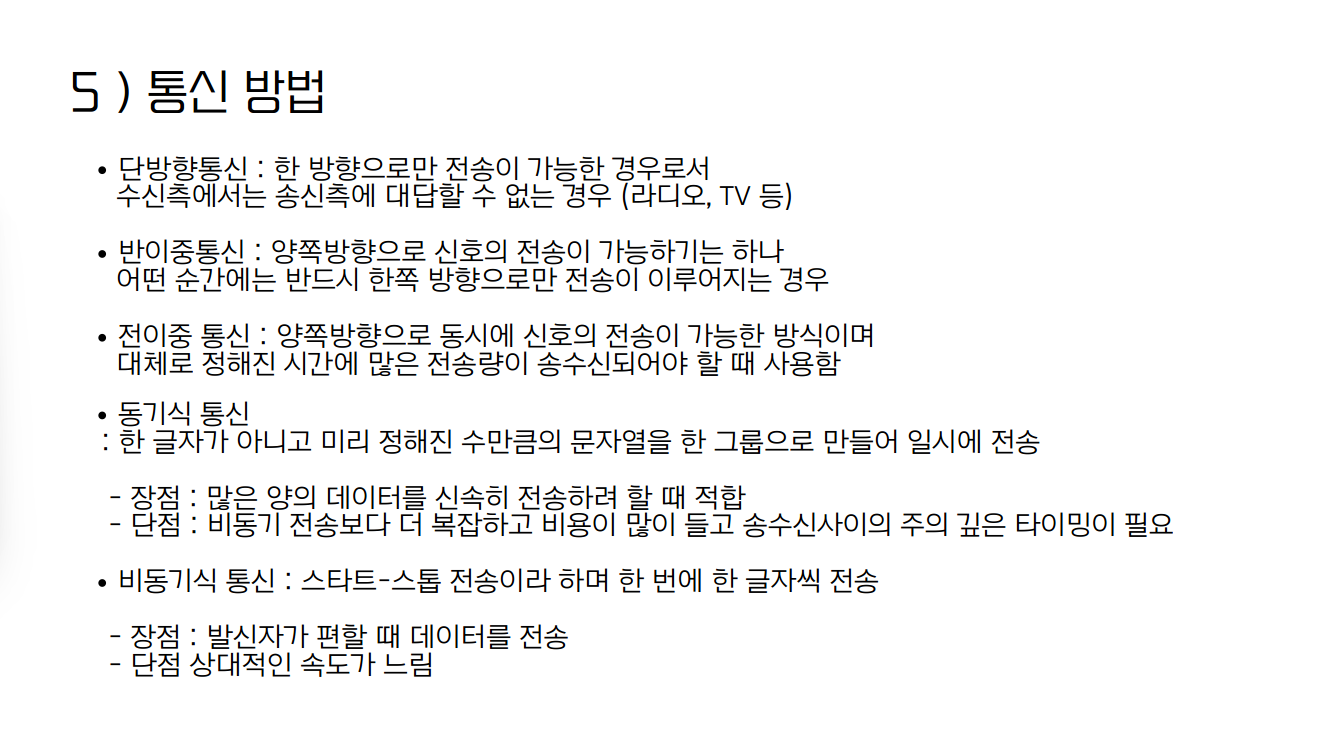 5 ) 통신 방법
• 단방향통신 : 한 방향으로만 전송이 가능한 경우로서
수신측에서는 송신측에 대답할 수 없는 경우 (라디오, TV 등)
• 반이중통신 : 양쪽방향으로 신호의 전송이 가능하기는 하나
어떤 순간에는 반드시 한쪽 방향으로만 전송이 이루어지는 경우
• 전이중 통신 : 양쪽방향으로 동시에 신호의 전송이 가능한 방식이며
대체로 정해진 시간에 많은 전송량이 송수신되어야 할 때 사용함
• 동기식 통신
: 한 글자가 아니고 미리 정해진 수만큼의 문자열을 한 그룹으로 만들어 일시에 전송
- 장점 : 많은 양의 데이터를 신속히 전송하려 할 때 적합
- 단점 : 비동기 전송보다 더 복잡하고 비용이 많이 들고 송수신사이의 주의 깊은 타이밍이 필요
• 비동기식 통신 : 스타트-스톱 전송이라 하며 한 번에 한 글자씩 전송
- 장점 : 발신자가 편할 때 데이터를 전송
- 단점 상대적인 속도가 느림